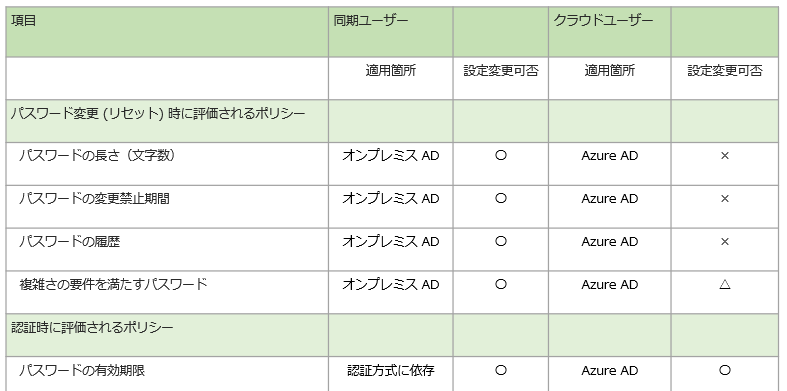 項目 同期ユーザー クラウドユーザー
適用箇所 設定変更可否 適用箇所 設定変更可否
パスワード変更 (リセット) 時に評価されるポリシー
パスワードの長さ（文字数） オンプレミス AD 〇 Azure AD ×
パスワードの変更禁止期間 オンプレミス AD 〇 Azure AD ×
パスワードの履歴 オンプレミス AD 〇 Azure AD ×
複雑さの要件を満たすパスワード オンプレミス AD 〇 Azure AD △
認証時に評価されるポリシー
パスワードの有効期限 認証方式に依存 〇 Azure AD 〇